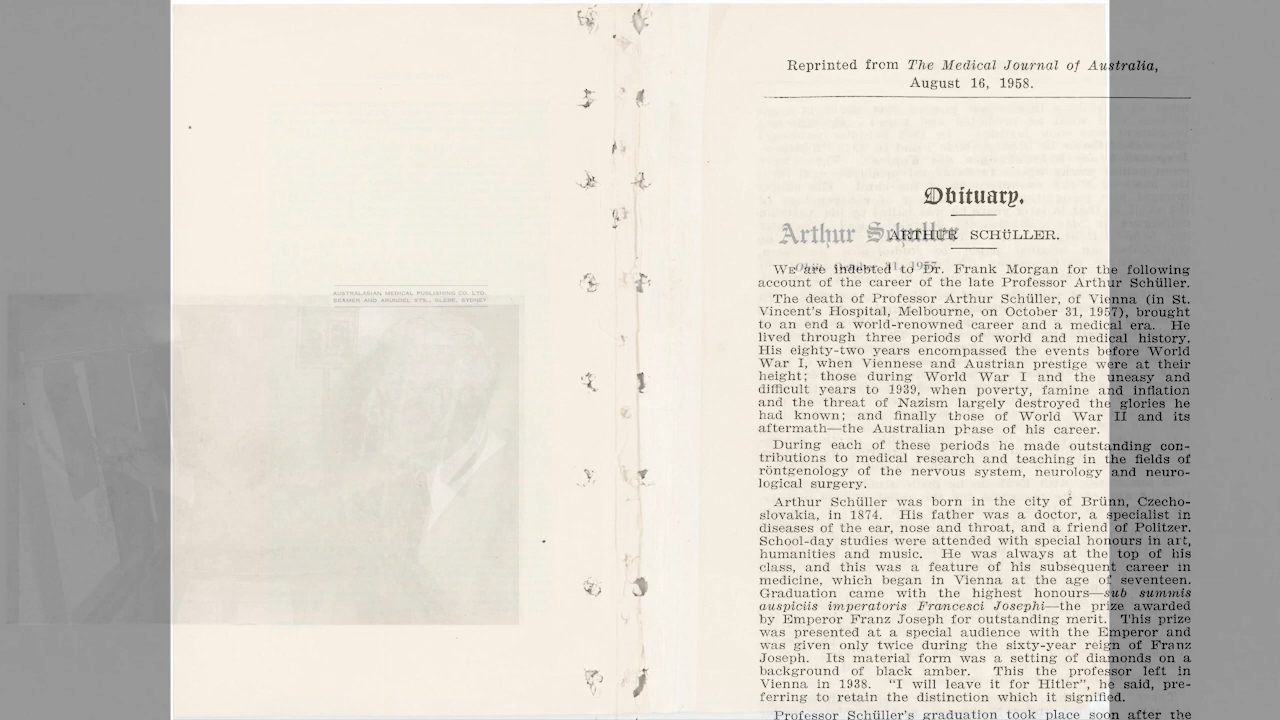 AUSTRALASIAN MEDICAL PUBLISHING CO. LTD.
SEAMER AND ARUNDEL STS., GLEBE, SYDNEY
Reprinted from The Medical Journal of Australia,
August 16, 1958.
Obituary.
Arthur Schüller
ARTHUR SCHÜLLER.
31, 1957
We are indebted to Dr. Frank Morgan for the following
account of the career of the late Professor Arthur Schüller.
The death of Professor Arthur Schüller, of Vienna (in St.
Vincent's Hospital, Melbourne, on October 31, 1957), brought
to an end a world-renowned career and a medical era. He
lived through three periods of world and medical history.
His eighty-two years encompassed the events before World
War I, when Viennese and Austrian prestige were at their
height; those during World War I and the uneasy and
difficult years to 1939, when poverty, famine and inflation
and the threat of Nazism largely destroyed the glories he
had known; and finally those of World War II and its
aftermath—the Australian phase of his career.
During each of these periods he made outstanding con-
tributions to medical research and teaching in the fields of
röntgenology of the nervous system, neurology and neuro-
logical surgery.
Arthur Schüller was born in the city of Brünn, Czecho-
slovakia, in 1874. His father was a doctor, a specialist in
diseases of the ear, nose and throat, and a friend of Politzer.
School-day studies were attended with special honours in art,
humanities and music. He was always at the top of his
class, and this was a feature of his subsequent career in
medicine, which began in Vienna at the age of seventeen.
Graduation came with the highest honours—sub summis
auspiciis imperatoris Francesci Josephi—the prize awarded
by Emperor Franz Joseph for outstanding merit. This prize
was presented at a special audience with the Emperor and
was given only twice during the sixty-year reign of Franz
Joseph. Its material form was a setting of diamonds on a
background of black amber. This the professor left in
Vienna in 1938. "I will leave it for Hitler", he said, pre-
ferring to retain the distinction which it signified.
Professor Schüller's graduation took place soon after the